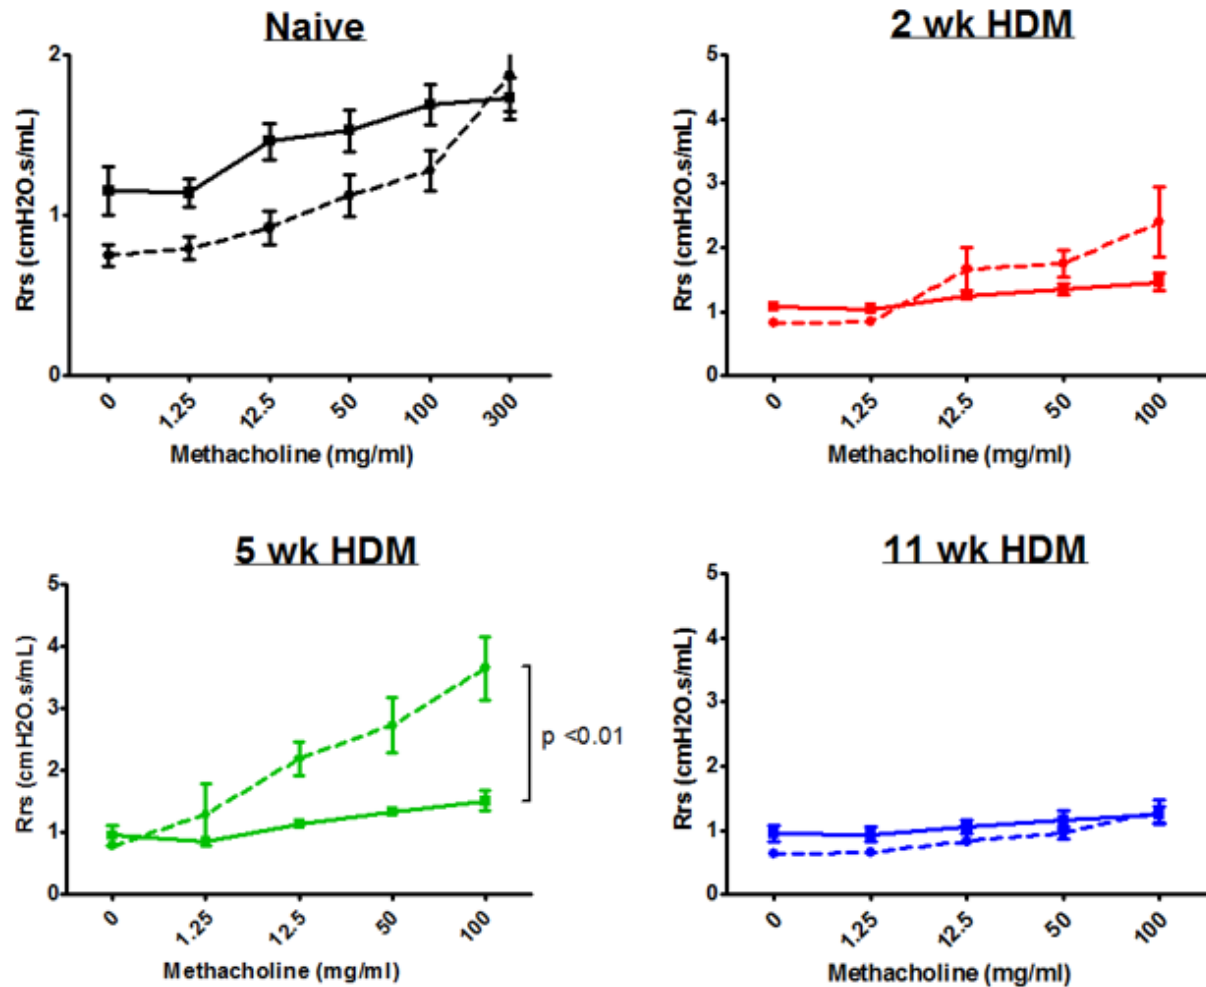 Naive
2
1
0
Rrs (cmH2O.s/mL)
0 1.25 12.5 50 100 300
Methacholine (mg/ml)
2 wk HDM
5
4
3
2
1
0
Rrs (cmH2O.s/mL)
0 1.25 12.5 50 100
Methacholine (mg/ml)
5 wk HDM
5
4
3
2
1
0
Rrs (cmH2O.s/mL)
p <0.01
0 1.25 12.5 50 100
Methacholine (mg/ml)
11 wk HDM
5
4
3
2
1
0
Rrs (cmH2O.s/mL)
0 1.25 12.5 50 100
Methacholine (mg/ml)